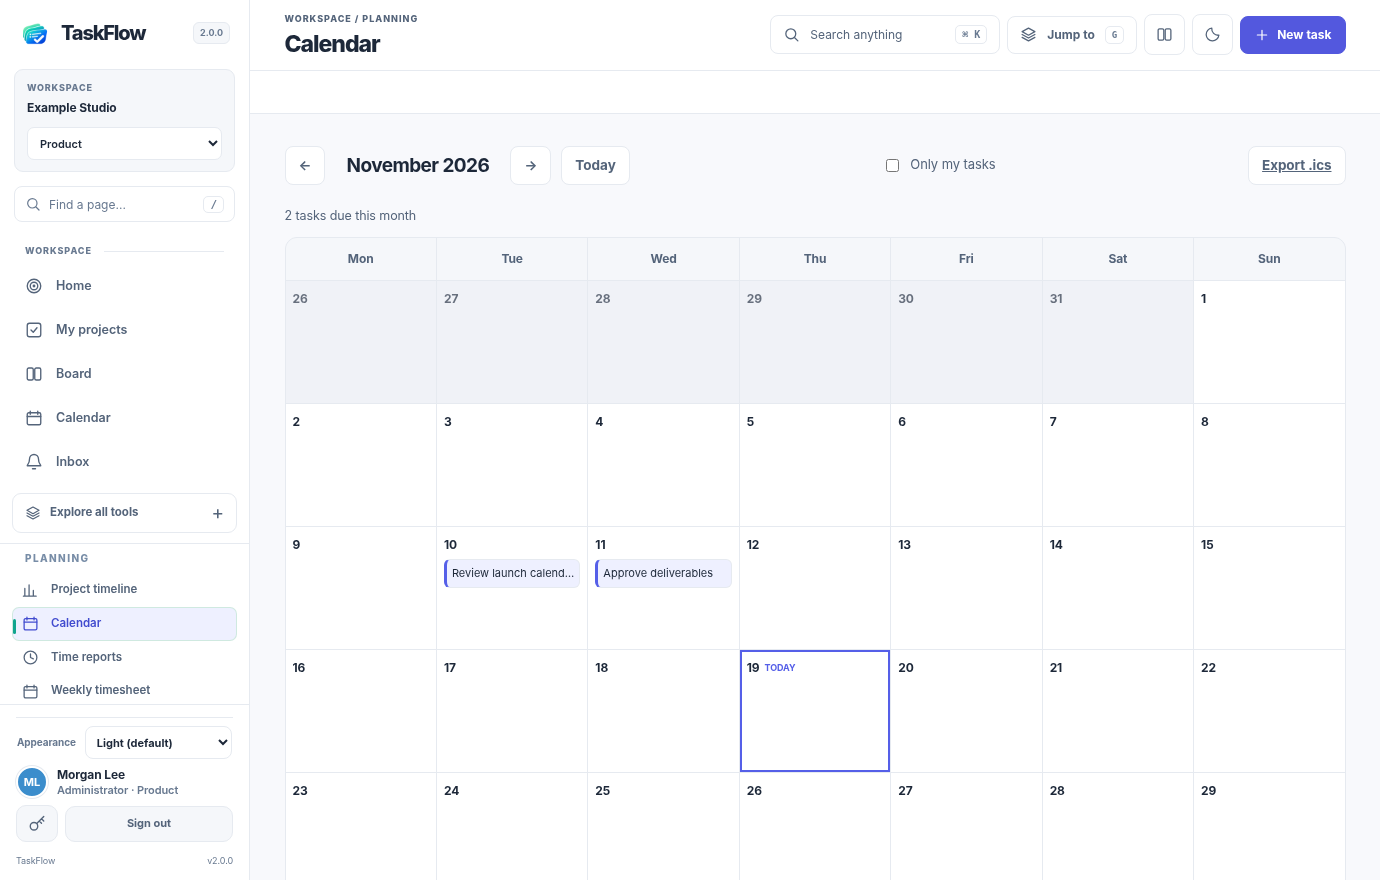 TaskFlow
2.0.0
WORKSPACE
Example Studio
Product
Find a page...
/
WORKSPACE
Home
My projects
Board
Calendar
Inbox
Explore all tools
+
PLANNING
Project timeline
Calendar
Time reports
Weekly timesheet
Appearance
Light (default)
ML
Morgan Lee
Administrator · Product
Sign out
TaskFlow
v2.0.0
WORKSPACE / PLANNING
Calendar
Search anything
⌘ K
Jump to
G
New task
←
November 2026
→
Today
Only my tasks
Export .ics
2 tasks due this month
Mon Tue Wed Thu Fri Sat Sun
26 27 28 29 30 31 1
2 3 4 5 6 7 8
9 10 11 12 13 14 15
Review launch calend...
Approve deliverables
16 17 18 19 TODAY 20 21 22
23 24 25 26 27 28 29